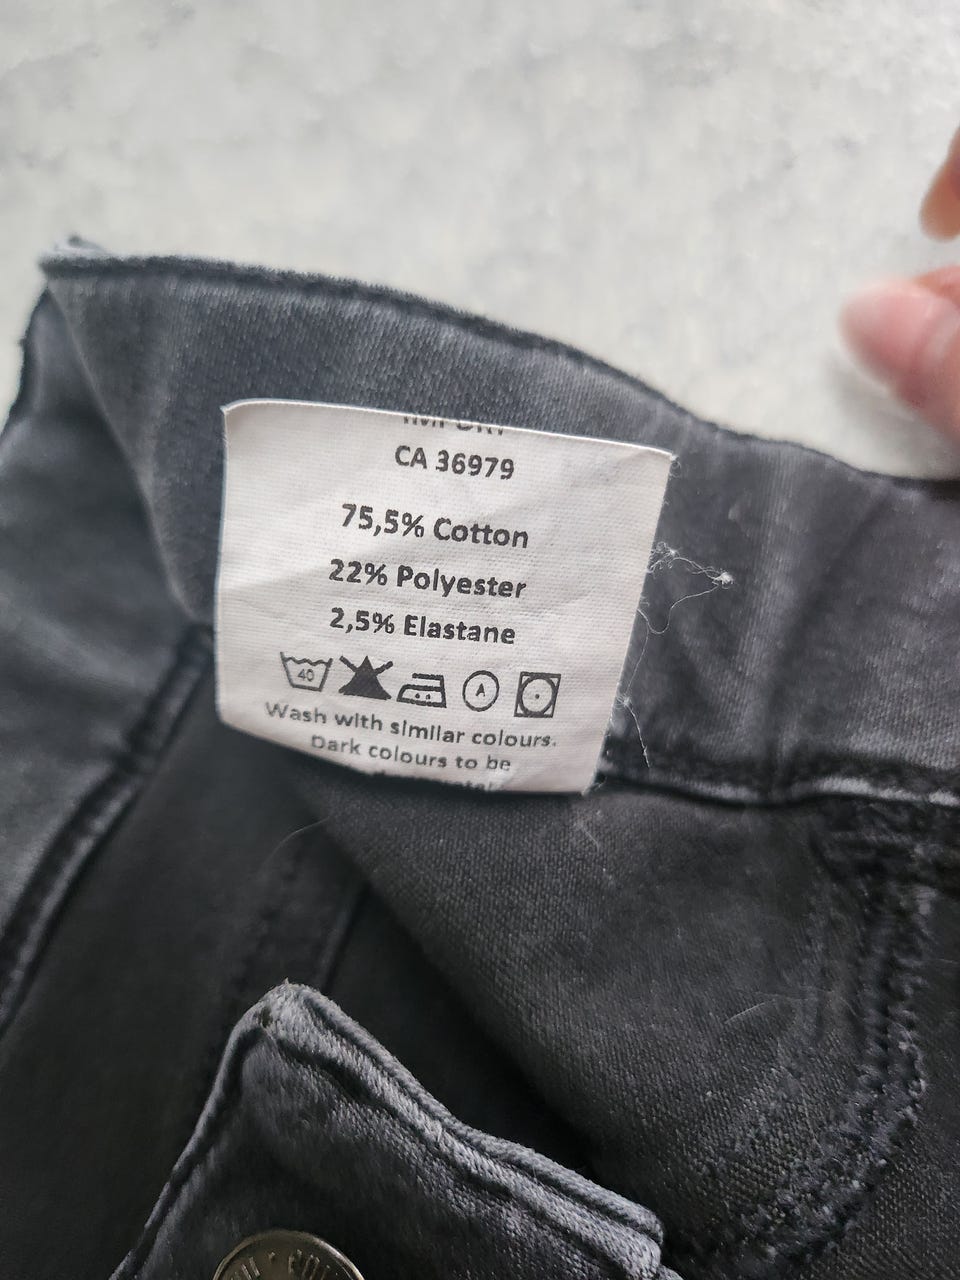 CA 36979
75,5% Cotton
22% Polyester
2,5% Elastane
40
A
Wash with similar colours.
Dark colours to be